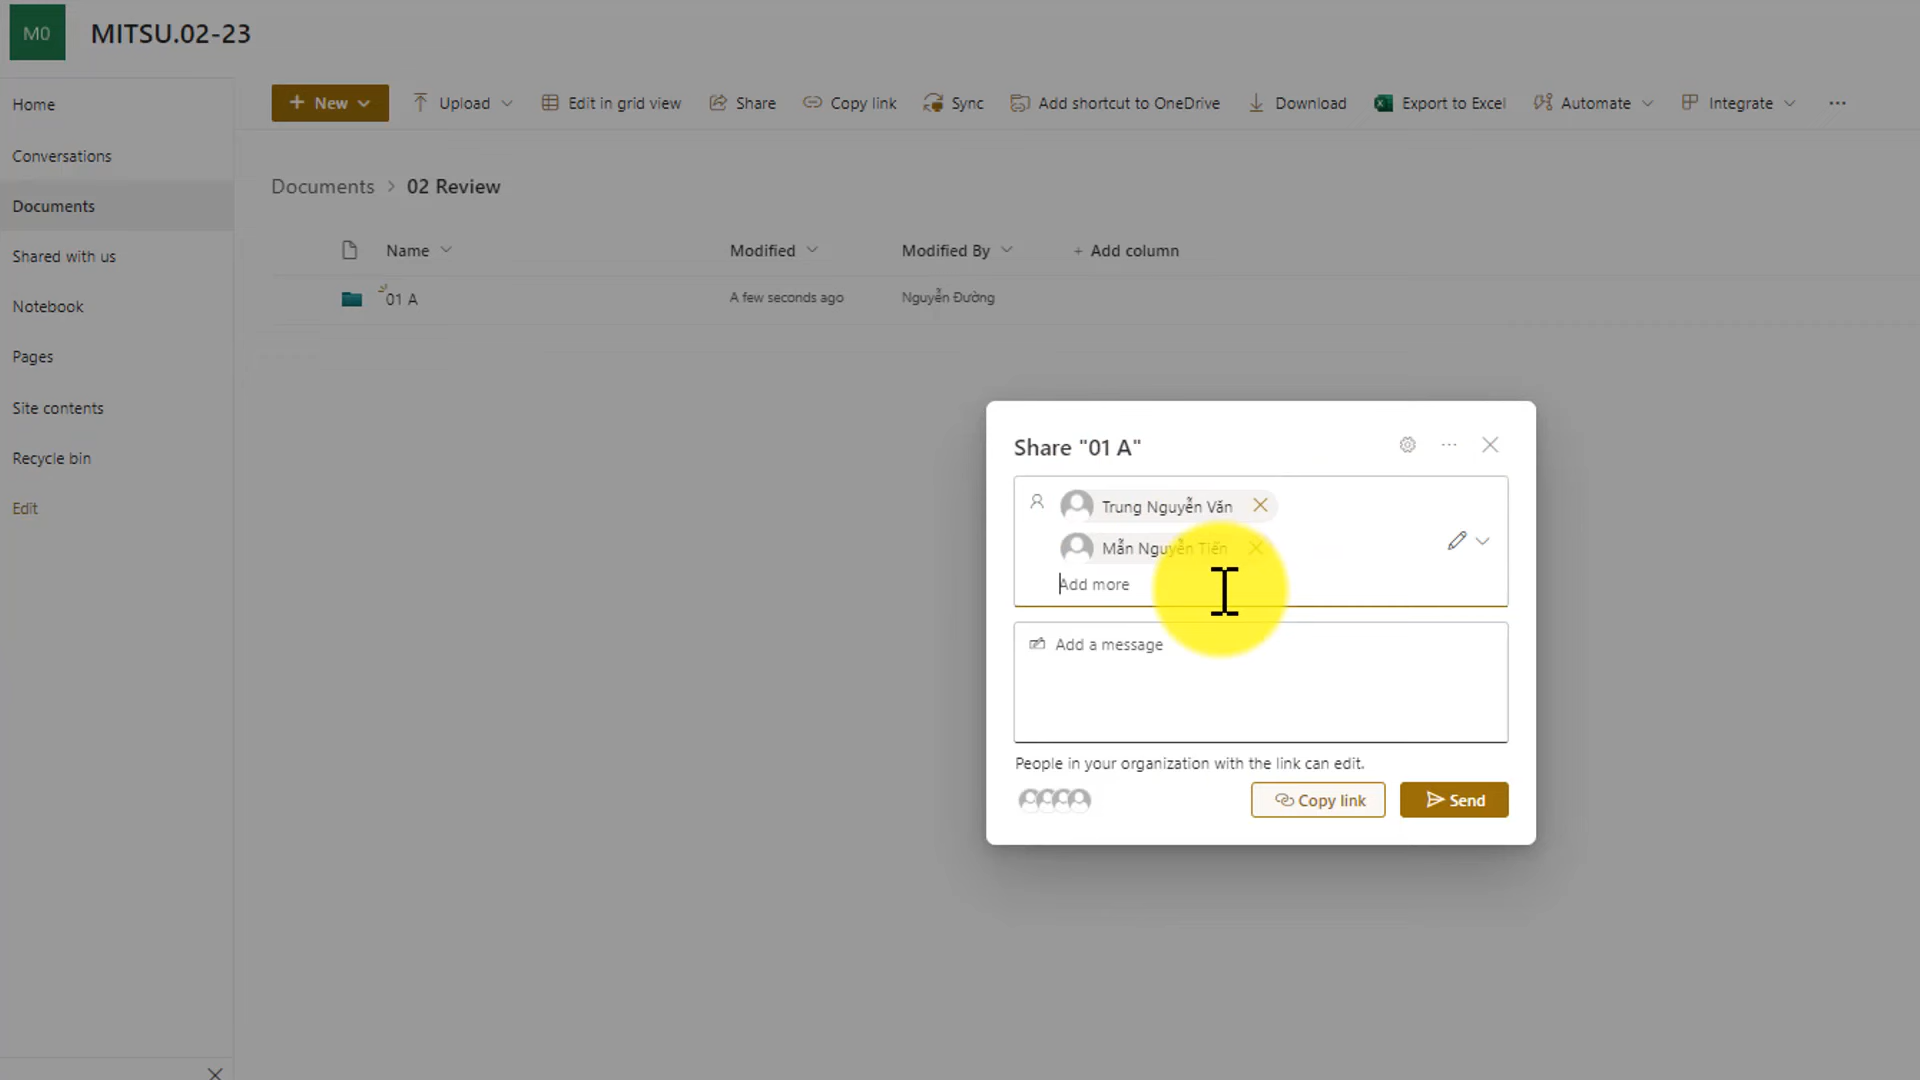 M0
MITSU.02-23
Home
Conversations
Documents
Shared with us
Notebook
Pages
Site contents
Recycle bin
Edit
New
Upload
Edit in grid view
Share
Copy link
Sync
Add shortcut to OneDrive
Download
Export to Excel
Automate
Integrate
Documents > 02 Review
Name
Modified
Modified By
+ Add column
01 A
A few seconds ago
Nguyễn Đường
Share "01 A"
Trung Nguyễn Văn
Mẫn Nguyễn Tiến
Add more
Add a message
People in your organization with the link can edit.
Copy link
Send